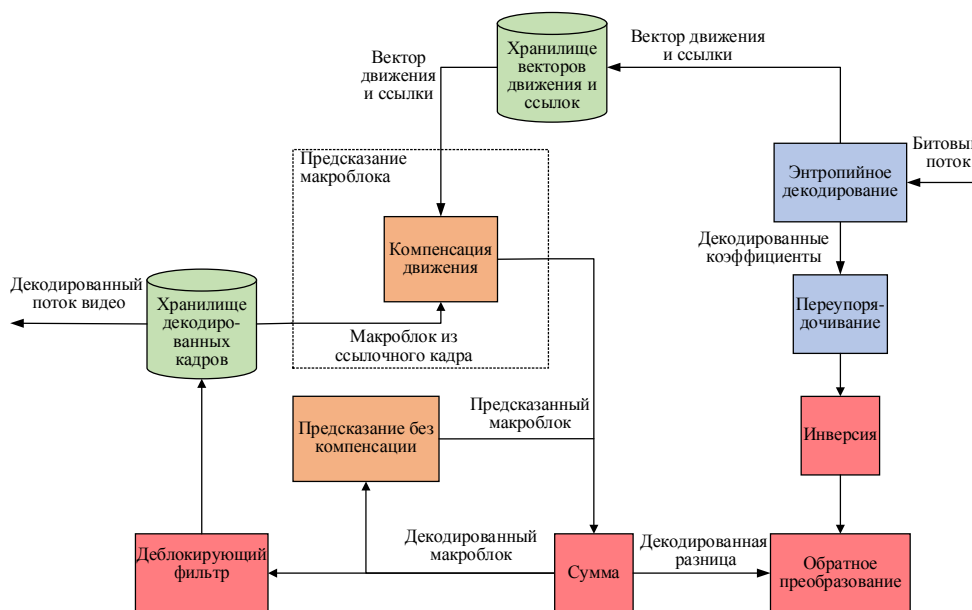 Вектор движения
и ссылки
Хранилище
векторов
движения и
ссылок
Вектор
движения
и ссылки
Битовый
поток
Предсказание
макроблока
Энтропийное
декодирование
Компенсация
движения
Декодированные
коэффициенты
Декодированный
поток видео
Хранилище
декодиро-
ванных
кадров
Переупоря-
дочивание
Макроблок из
ссылочного кадра
Предсказанный
макроблок
Предсказание без
компенсации
Инверсия
Декодированный
макроблок
Декодированная
разница
Деблокирующий
фильтр
Сумма
Обратное
преобразование